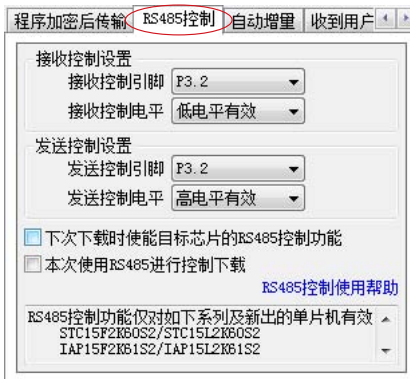 程序加密后传输 RS485控制 自动增量 收到用户
接收控制设置
接收控制引脚 P3.2
接收控制电平 低电平有效
发送控制设置
发送控制引脚 P3.2
发送控制电平 高电平有效
下次下载时使能目标芯片的RS485控制功能
本次使用RS485进行控制下载
RS485控制使用帮助
RS485控制功能仅对如下系列及新出的单片机有效
STC15F2K60S2/STC15L2K60S2
IAP15F2K61S2/IAP15L2K61S2